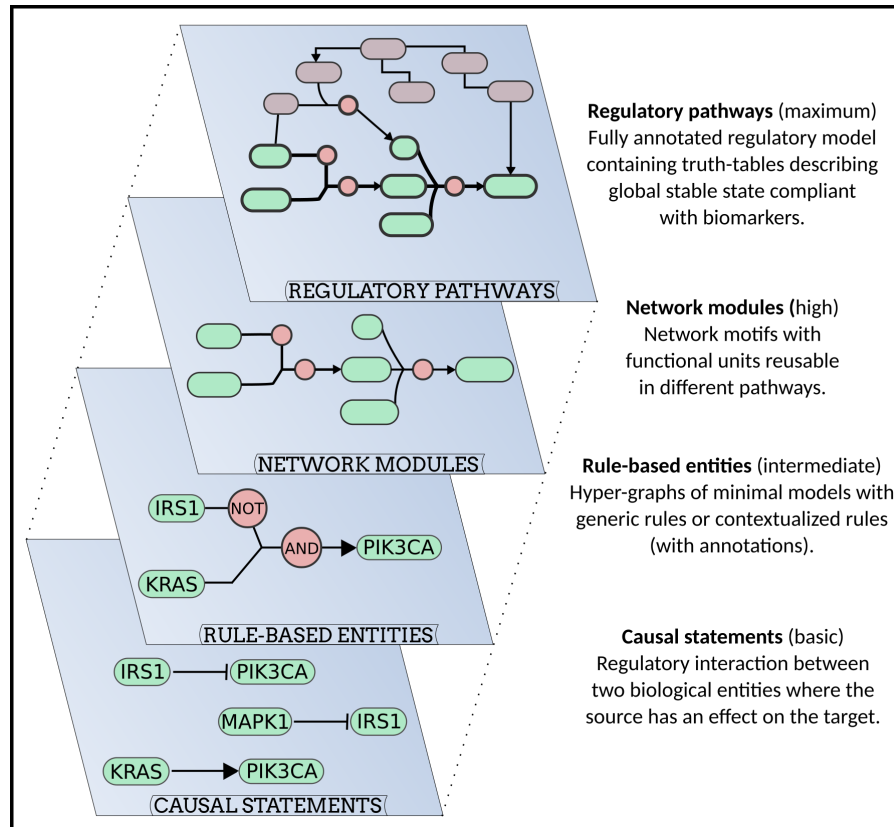 Regulatory pathways (maximum)
Fully annotated regulatory model
containing truth-tables describing
global stable state compliant
with biomarkers.
REGULATORY PATHWAYS
Network modules (high)
Network motifs with
functional units reusable
in different pathways.
NETWORK MODULES
Rule-based entities (intermediate)
Hyper-graphs of minimal models with
generic rules or contextualized rules
(with annotations).
IRS1
NOT
AND
PIK3CA
KRAS
RULE-BASED ENTITIES
Causal statements (basic)
Regulatory interaction between
two biological entities where the
source has an effect on the target.
IRS1 PIK3CA
MAPK1 IRS1
KRAS PIK3CA
CAUSAL STATEMENTS